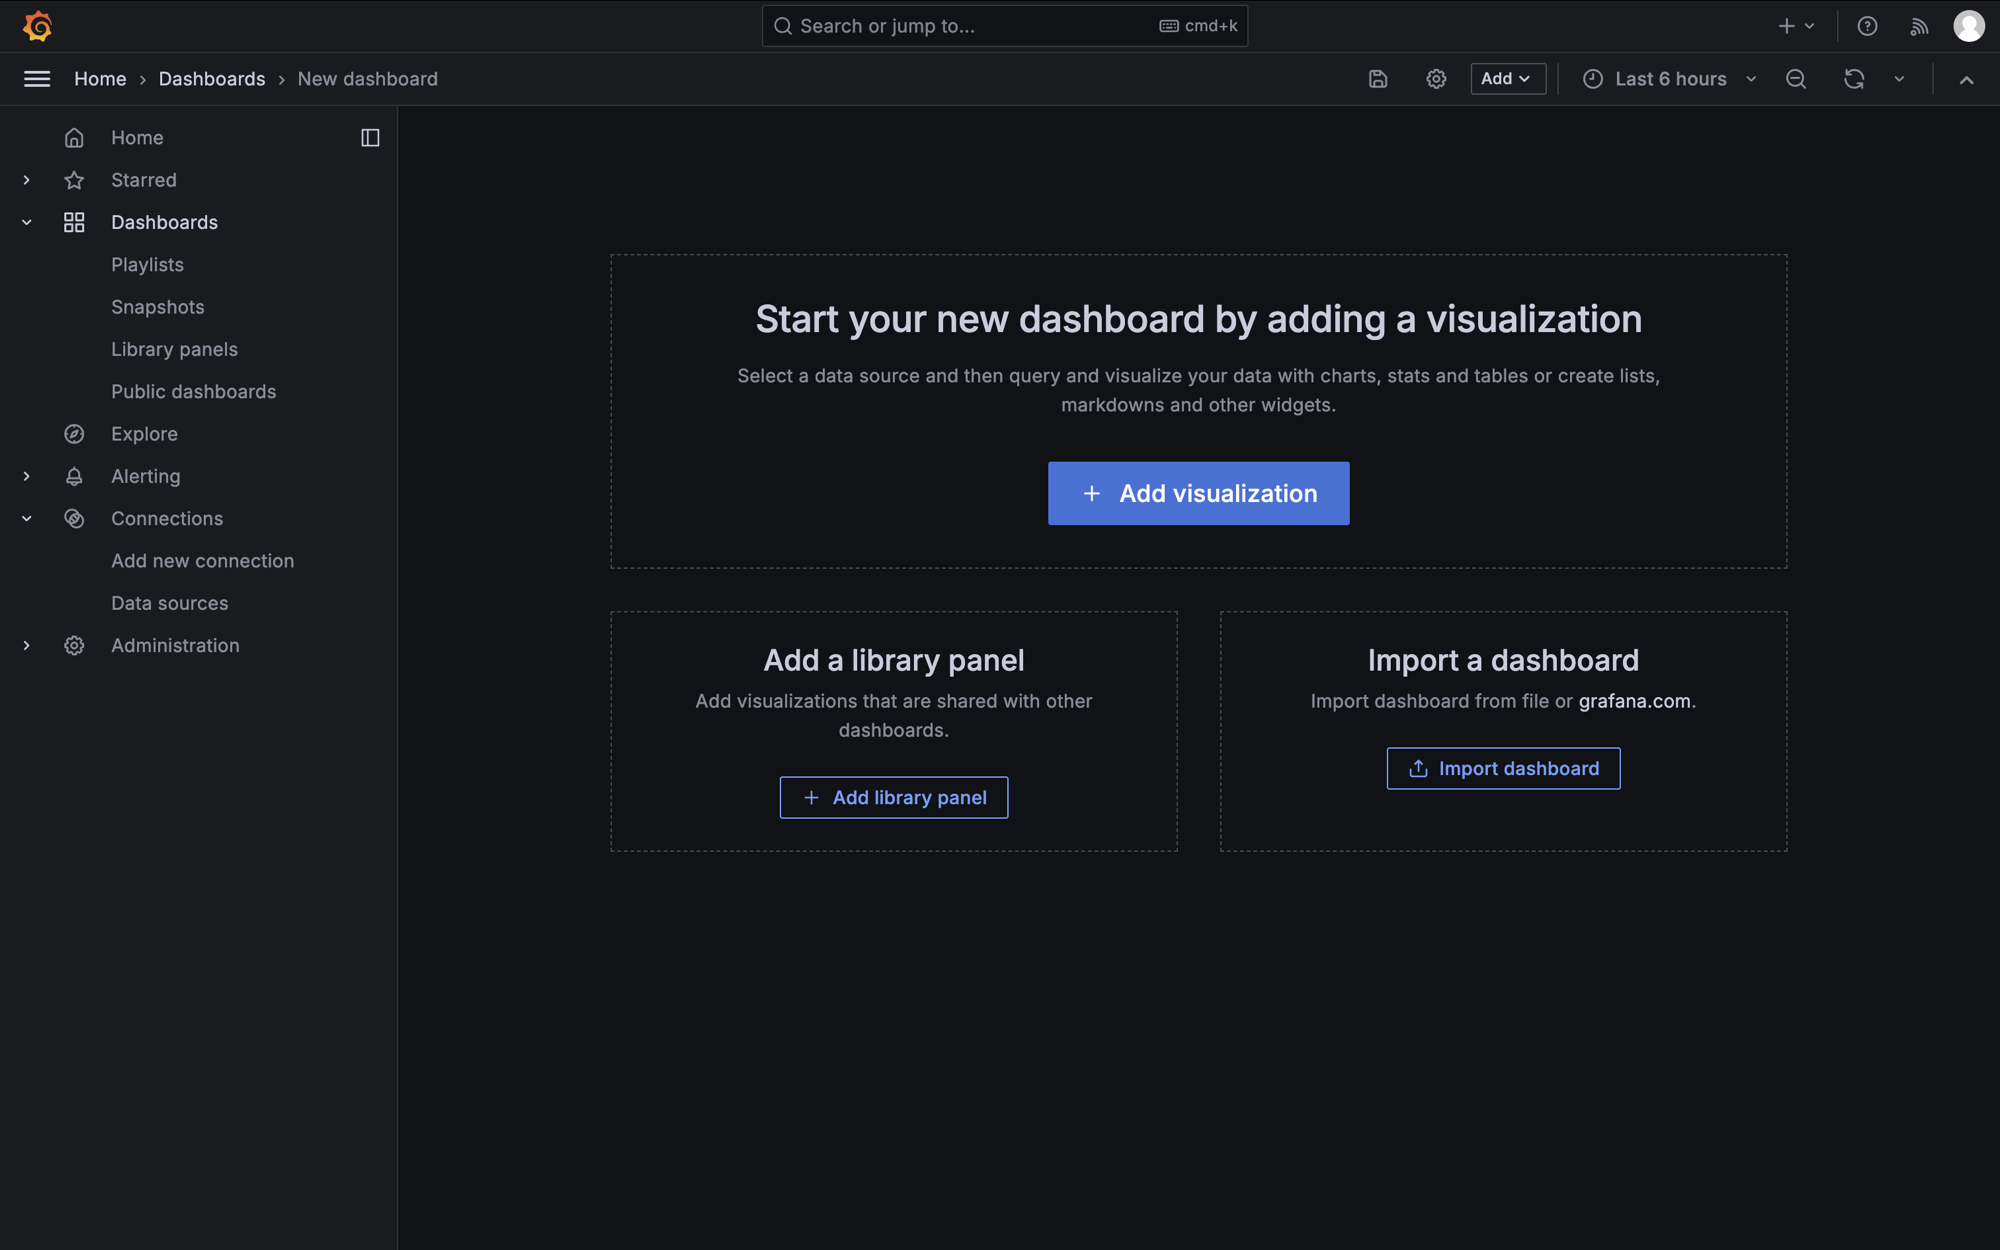 Search or jump to...
cmd+k
Home
Dashboards
New dashboard
Add
Last 6 hours
Home
Starred
Dashboards
Playlists
Snapshots
Library panels
Public dashboards
Explore
Alerting
Connections
Add new connection
Data sources
Administration
Start your new dashboard by adding a visualization
Select a data source and then query and visualize your data with charts, stats and tables or create lists,
markdowns and other widgets.
Add visualization
Add a library panel
Add visualizations that are shared with other
dashboards.
Add library panel
Import a dashboard
Import dashboard from file or grafana.com.
Import dashboard